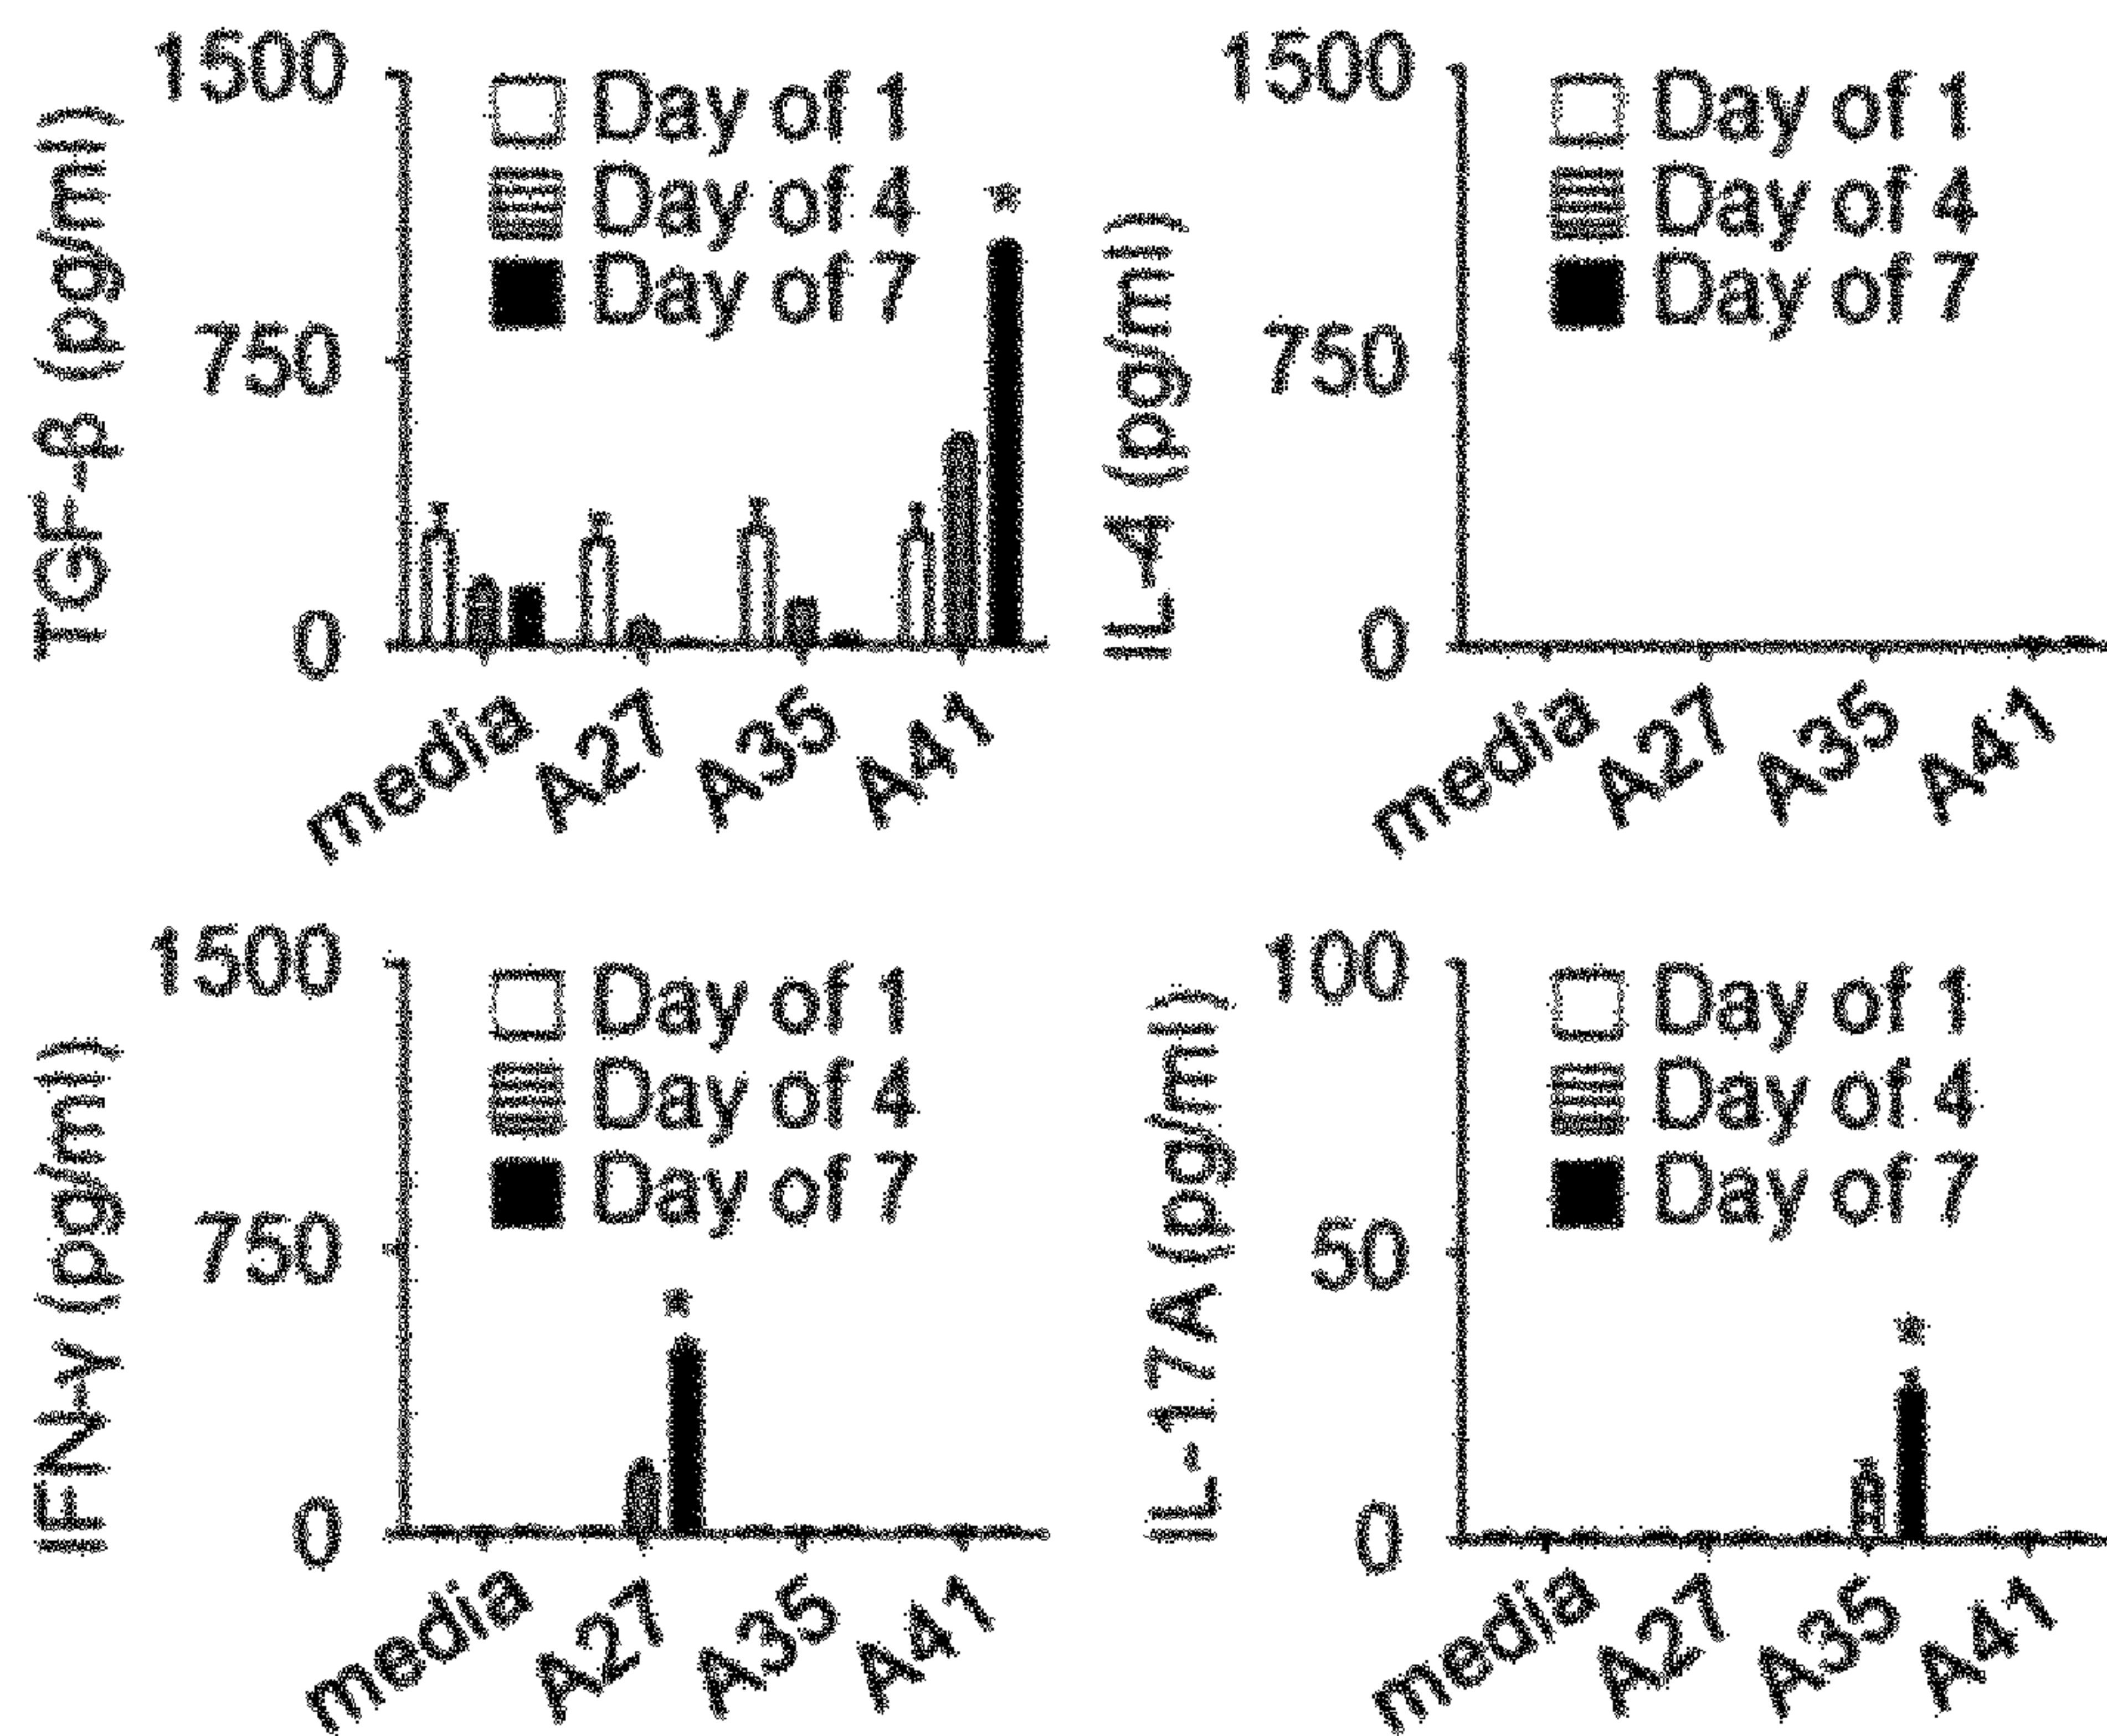 TGF-β (pg/ml)
1500
750
0
Day of 1
Day of 4
Day of 7
*
media
A27
A35
A41
IL-4 (pg/ml)
1500
750
0
Day of 1
Day of 4
Day of 7
media
A27
A35
A41
IFN-γ (pg/ml)
1500
750
0
Day of 1
Day of 4
Day of 7
*
media
A27
A35
A41
IL-17A (pg/ml)
100
50
0
Day of 1
Day of 4
Day of 7
*
media
A27
A35
A41